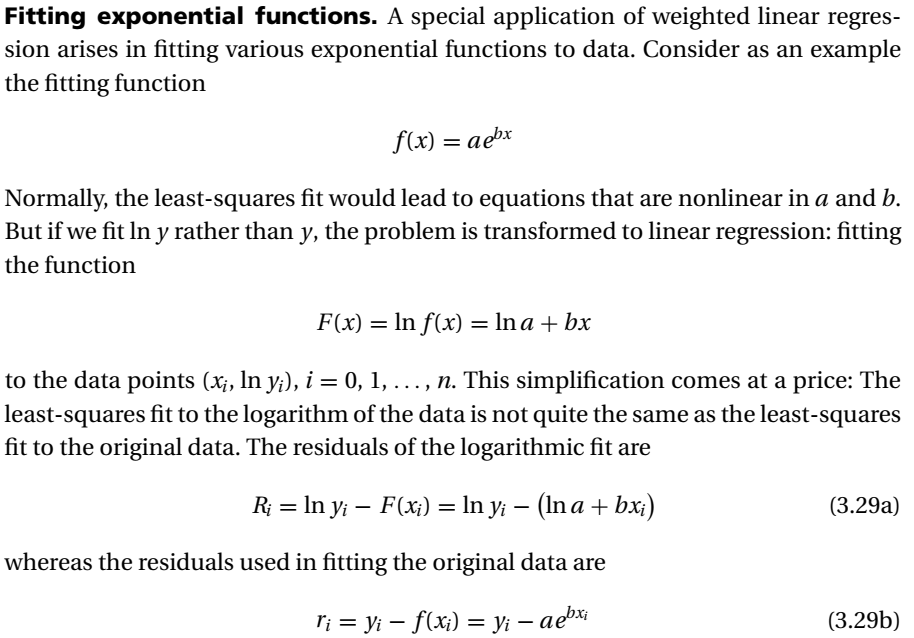 Fitting exponential functions. A special application of weighted linear regres-
sion arises in fitting various exponential functions to data. Consider as an example
the fitting function
f(x) = ae^{bx}
Normally, the least-squares fit would lead to equations that are nonlinear in a and b.
But if we fit ln y rather than y, the problem is transformed to linear regression: fitting
the function
F(x) = ln f(x) = ln a + bx
to the data points (x_i, ln y_i), i = 0, 1, . . . , n. This simplification comes at a price: The
least-squares fit to the logarithm of the data is not quite the same as the least-squares
fit to the original data. The residuals of the logarithmic fit are
R_i = ln y_i − F(x_i) = ln y_i − (ln a + bx_i) (3.29a)
whereas the residuals used in fitting the original data are
r_i = y_i − f(x_i) = y_i − ae^{bx_i} (3.29b)